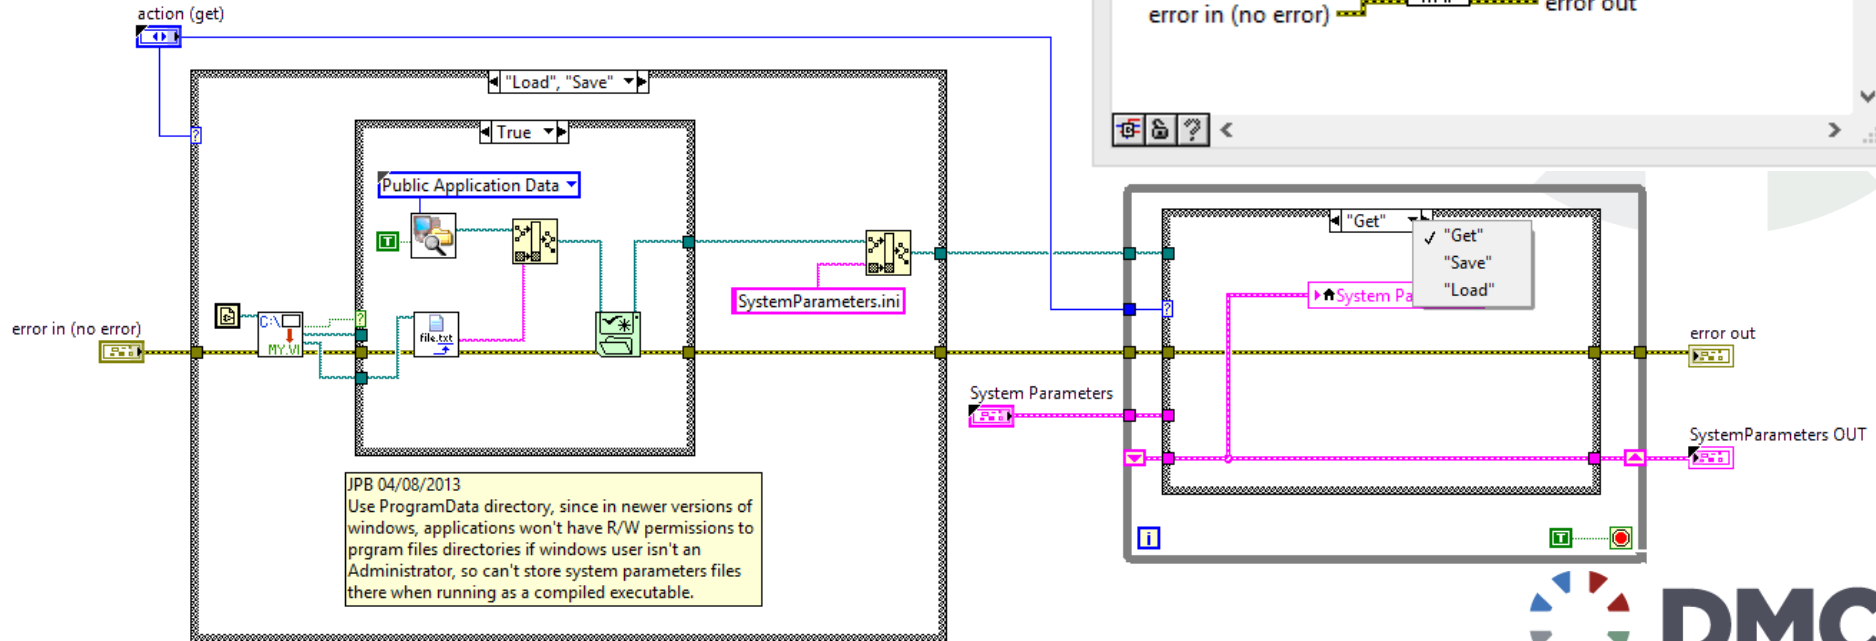 action (get)
error in (no error)
error out
"Load", "Save"
True
Public Application Data
T
"Get"
"Get"
"Save"
"Load"
SystemParameters.ini
System Pa
C:\
MY.VI
file.txt
error in (no error)
error out
System Parameters
SystemParameters OUT
JPB 04/08/2013
Use ProgramData directory, since in newer versions of
windows, applications won't have R/W permissions to
prgram files directories if windows user isn't an
Administrator, so can't store system parameters files
there when running as a compiled executable.
i
T
DMC